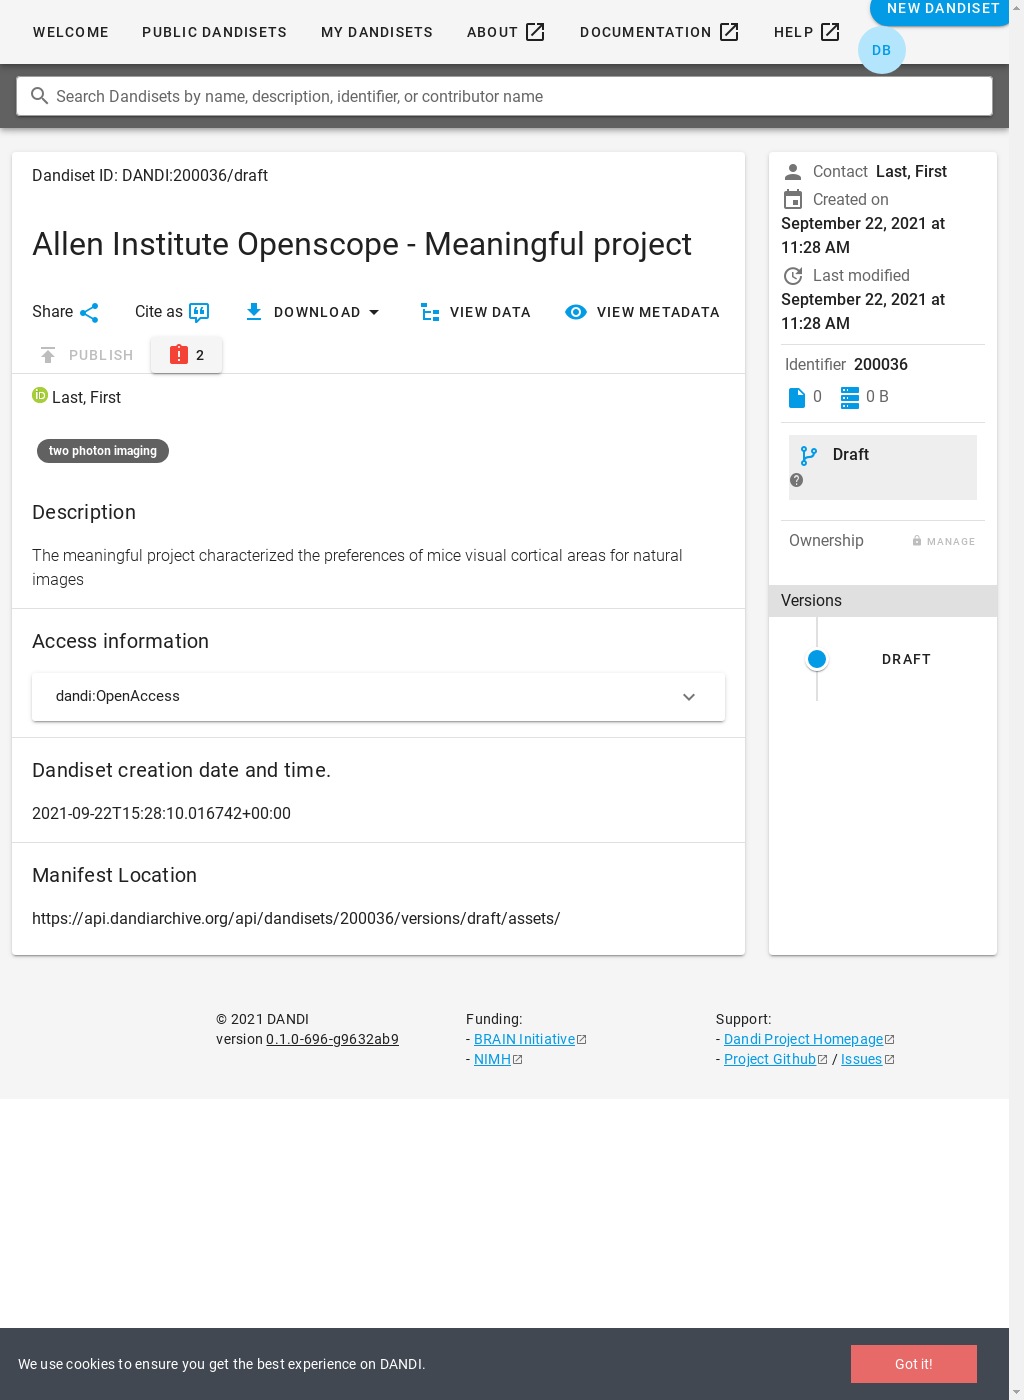 WELCOME
PUBLIC DANDISETS
MY DANDISETS
ABOUT
DOCUMENTATION
HELP
NEW DANDISET
DB
Search Dandisets by name, description, identifier, or contributor name
Dandiset ID: DANDI:200036/draft
Allen Institute Openscope - Meaningful project
Share
Cite as
DOWNLOAD
VIEW DATA
VIEW METADATA
PUBLISH
2
iD Last, First
two photon imaging
Description
The meaningful project characterized the preferences of mice visual cortical areas for natural
images
Access information
dandi:OpenAccess
Dandiset creation date and time.
2021-09-22T15:28:10.016742+00:00
Manifest Location
https://api.dandiarchive.org/api/dandisets/200036/versions/draft/assets/
Contact Last, First
Created on
September 22, 2021 at
11:28 AM
Last modified
September 22, 2021 at
11:28 AM
Identifier 200036
0
0 B
Draft
Ownership
MANAGE
Versions
DRAFT
© 2021 DANDI
version 0.1.0-696-g9632ab9
Funding:
- BRAIN Initiative
- NIMH
Support:
- Dandi Project Homepage
- Project Github / Issues
We use cookies to ensure you get the best experience on DANDI.
Got it!